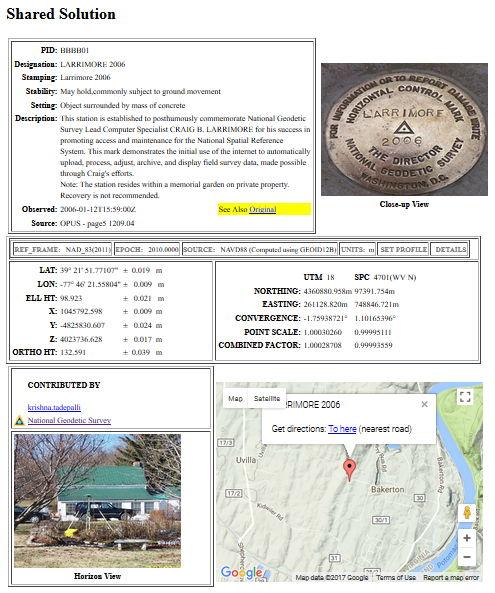 Shared Solution
PID: BBBB01
Designation: LARRIMORE 2006
Stamping: Larrimore 2006
Stability: May hold,commonly subject to ground movement
Setting: Object surrounded by mass of concrete
Description: This station is established to posthumously commemorate National Geodetic
Survey Lead Computer Specialist CRAIG B. LARRIMORE for his success in
promoting access and maintenance for the National Spatial Reference
System. This mark demonstrates the initial use of the internet to automatically
upload, process, adjust, archive, and display field survey data, made possible
through Craig's efforts.
Note: The station resides within a memorial garden on private property.
Recovery is not recommended.
Observed: 2006-01-12T15:59:00Z See Also Original
Source: OPUS - page5 1209.04
FOR INFORMATION OR TO REPORT DAMAGE WRITE
HORIZONTAL CONTROL MARK
LARRIMORE
2006
THE DIRECTOR
NATIONAL GEODETIC SURVEY
WASHINGTON, D.C.
Close-up View
REF_FRAME: NAD_83(2011) EPOCH: 2010.0000 SOURCE: NAVD88 (Computed using GEOID12B) UNITS: m SET PROFILE DETAILS
LAT: 39° 21' 51.77107" ± 0.019 m
LON: -77° 46' 21.55804" ± 0.009 m
ELL HT: 98.923 ± 0.021 m
X: 1045792.598 ± 0.009 m
Y: -4825830.607 ± 0.024 m
Z: 4023736.628 ± 0.017 m
ORTHO HT: 132.591 ± 0.039 m
UTM 18 SPC 4701(WV N)
NORTHING: 4360880.958m 97391.754m
EASTING: 261128.820m 748846.721m
CONVERGENCE: -1.75938721° 1.10165396°
POINT SCALE: 1.00030260 0.99995111
COMBINED FACTOR: 1.00028708 0.99993559
CONTRIBUTED BY
krishna.tadepalli
National Geodetic Survey
Horizon View
Map Satellite
RIMORE 2006
Get directions: To here (nearest road)
17/3
Uvilla
17/2
Bakerton
Kidwiler Rd
Bakerton Rd
30
30/1
31
30
Potomac
Google
Map data ©2017 Google Terms of Use Report a map error